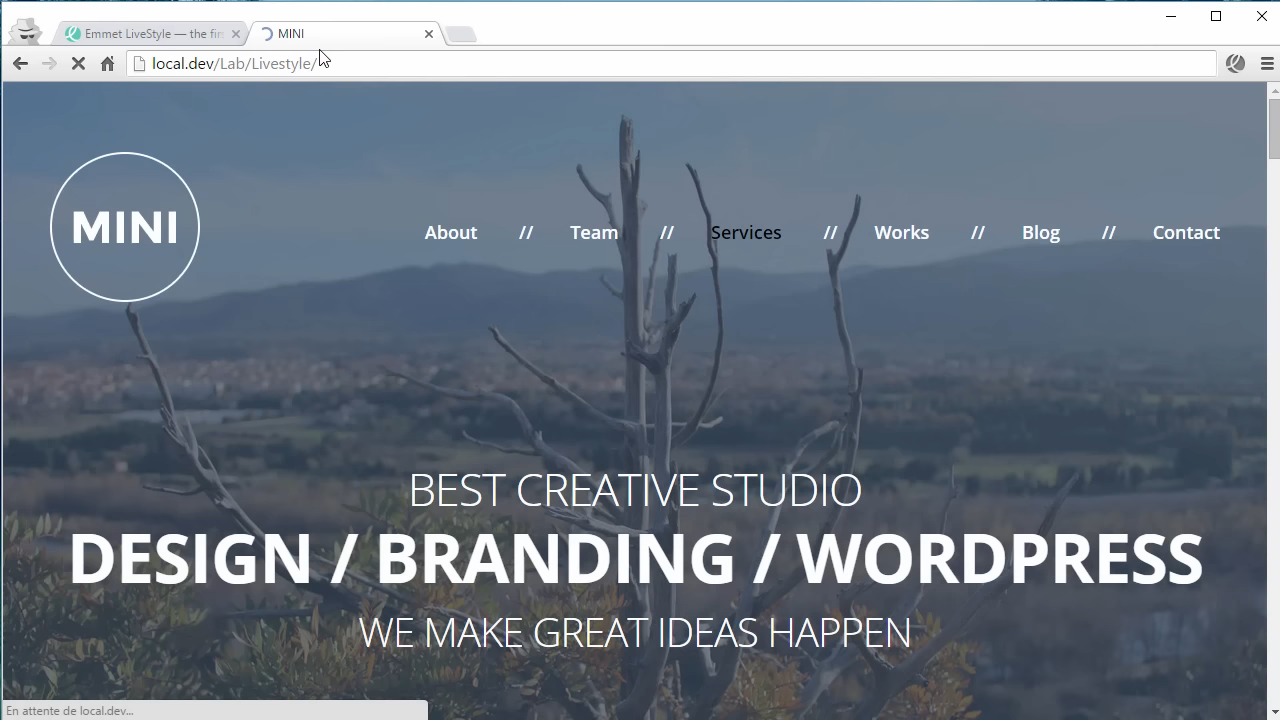 Emmet LiveStyle — the fir
MINI
local.dev/Lab/Livestyle/
MINI
About // Team // Services // Works // Blog // Contact
BEST CREATIVE STUDIO
DESIGN / BRANDING / WORDPRESS
WE MAKE GREAT IDEAS HAPPEN
En attente de local.dev...